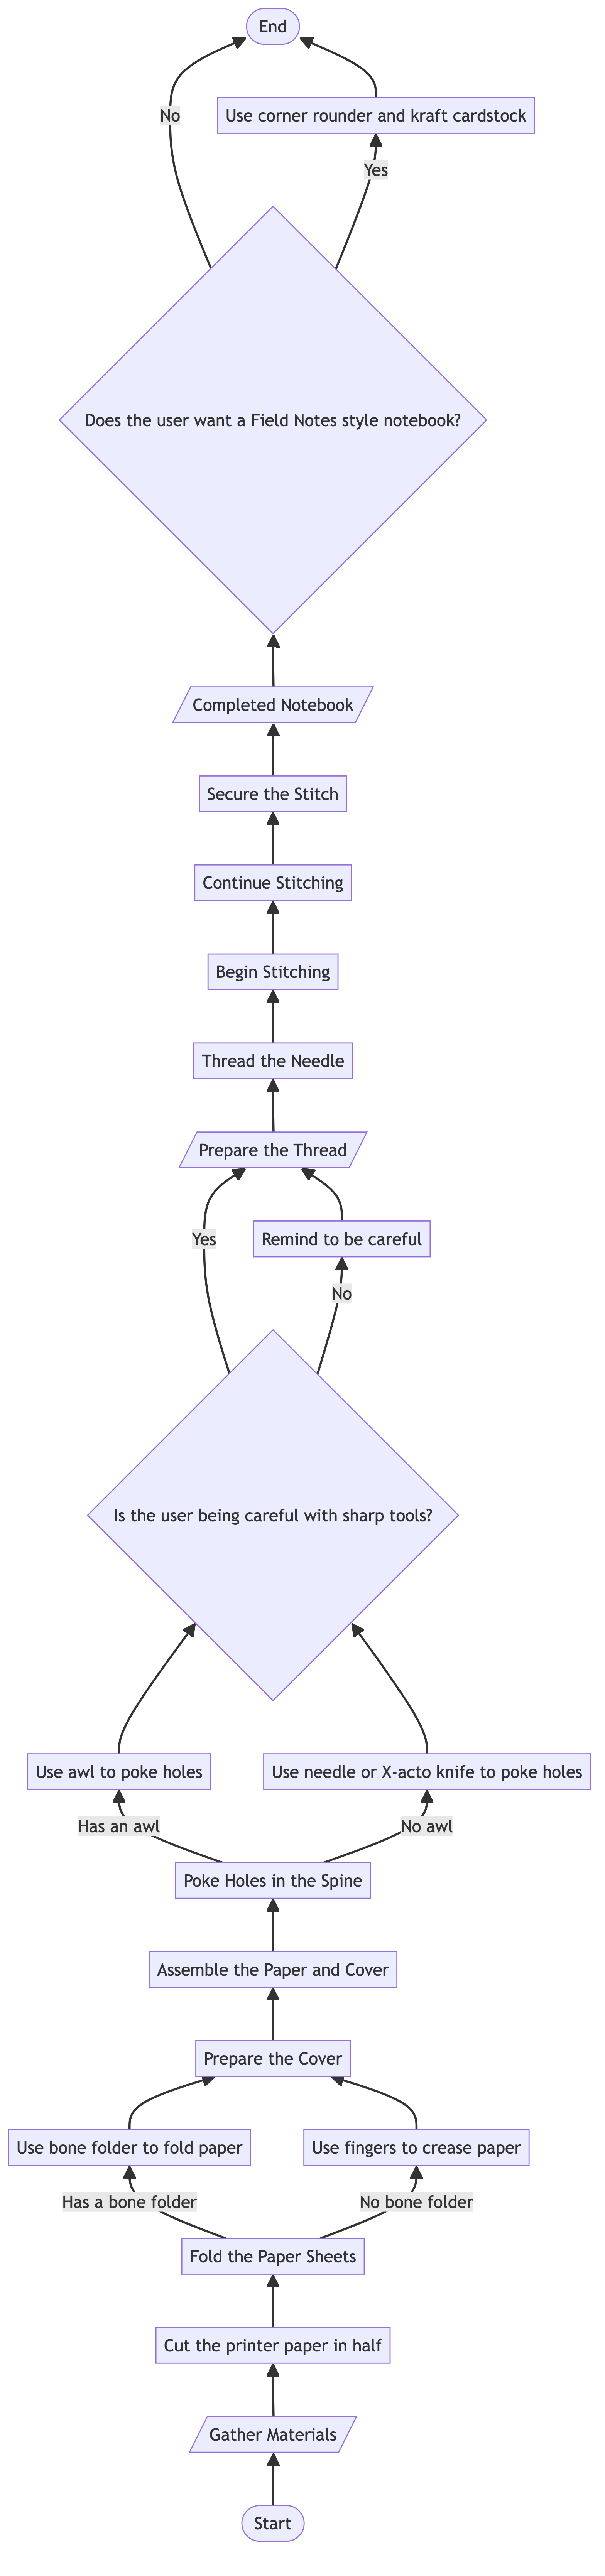 End
Use corner rounder and kraft cardstock
No
Yes
Does the user want a Field Notes style notebook?
Completed Notebook
Secure the Stitch
Continue Stitching
Begin Stitching
Thread the Needle
Prepare the Thread
Yes
Remind to be careful
No
Is the user being careful with sharp tools?
Use awl to poke holes
Use needle or X-acto knife to poke holes
Has an awl
No awl
Poke Holes in the Spine
Assemble the Paper and Cover
Prepare the Cover
Use bone folder to fold paper
Use fingers to crease paper
Has a bone folder
No bone folder
Fold the Paper Sheets
Cut the printer paper in half
Gather Materials
Start